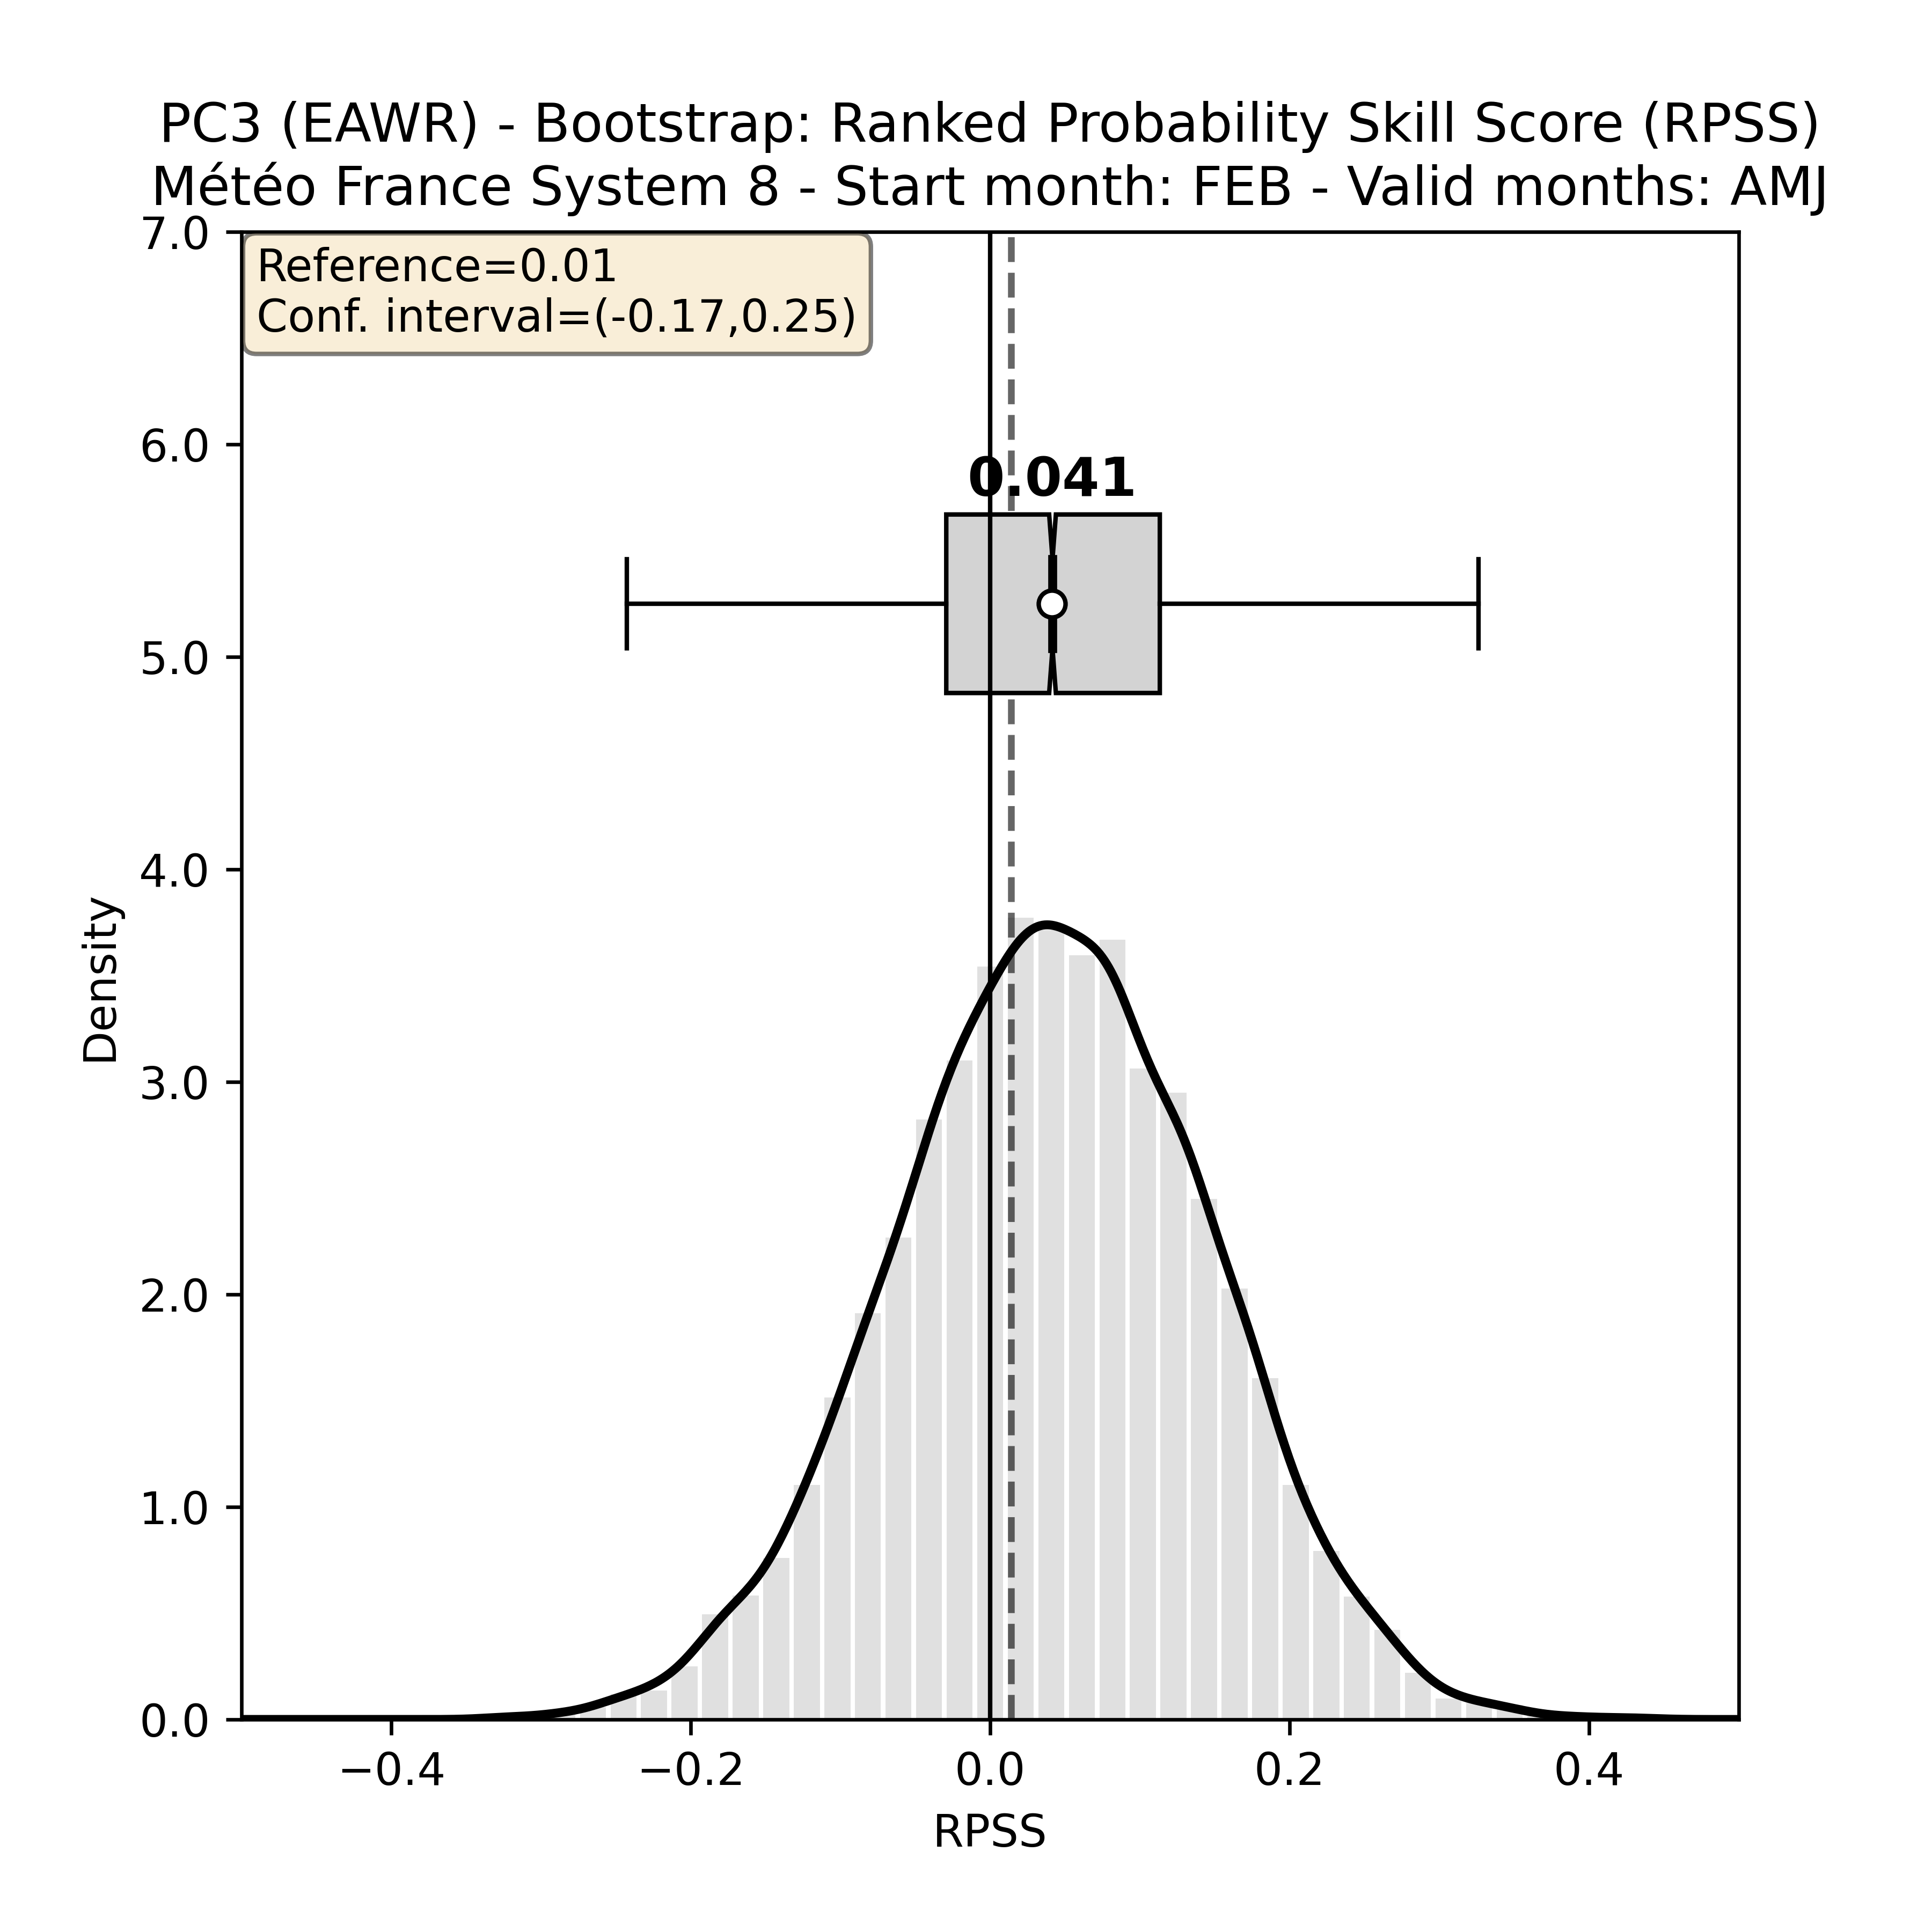 PC3 (EAWR) - Bootstrap: Ranked Probability Skill Score (RPSS)
Météo France System 8 - Start month: FEB - Valid months: AMJ
Reference=0.01
Conf. interval=(-0.17,0.25)
0.041
Density
7.0
6.0
5.0
4.0
3.0
2.0
1.0
0.0
−0.4 −0.2 0.0 0.2 0.4
RPSS